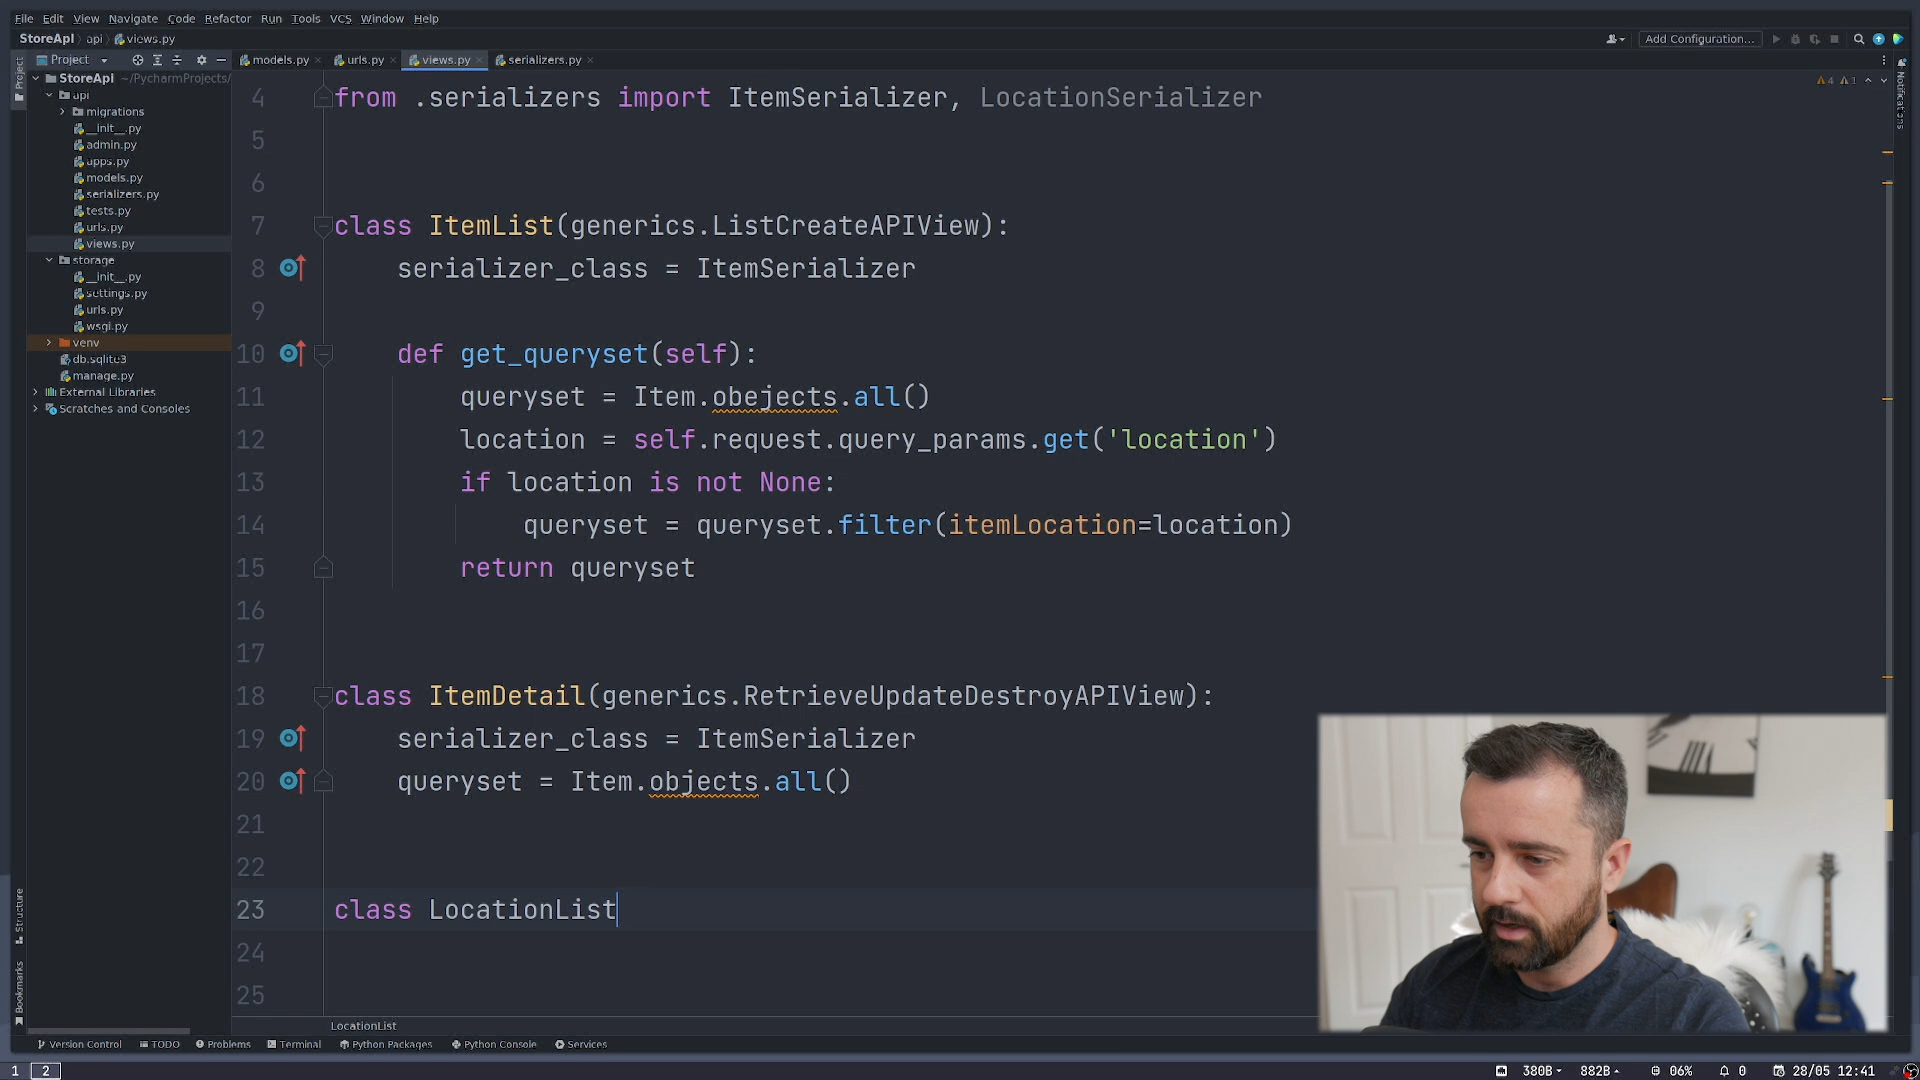 File Edit View Navigate Code Refactor Run Tools VCS Window Help
StoreApI api views.py Add Configuration...
Project models.py urls.py views.py serializers.py
StoreApI ~/PycharmProjects/
api
migrations
__init__.py
admin.py
apps.py
models.py
serializers.py
tests.py
urls.py
views.py
storage
__init__.py
settings.py
urls.py
wsgi.py
venv
db.sqlite3
manage.py
External Libraries
Scratches and Consoles
Project
Structure
Bookmarks
Notifications
4 1
4 from .serializers import ItemSerializer, LocationSerializer
5
6
7 class ItemList(generics.ListCreateAPIView):
8 serializer_class = ItemSerializer
9
10 def get_queryset(self):
11 queryset = Item.obejects.all()
12 location = self.request.query_params.get('location')
13 if location is not None:
14 queryset = queryset.filter(itemLocation=location)
15 return queryset
16
17
18 class ItemDetail(generics.RetrieveUpdateDestroyAPIView):
19 serializer_class = ItemSerializer
20 queryset = Item.objects.all()
21
22
23 class LocationList
24
25
LocationList
Version Control TODO Problems Terminal Python Packages Python Console Services
1 2 380B 882B 06% 0 28/05 12:41